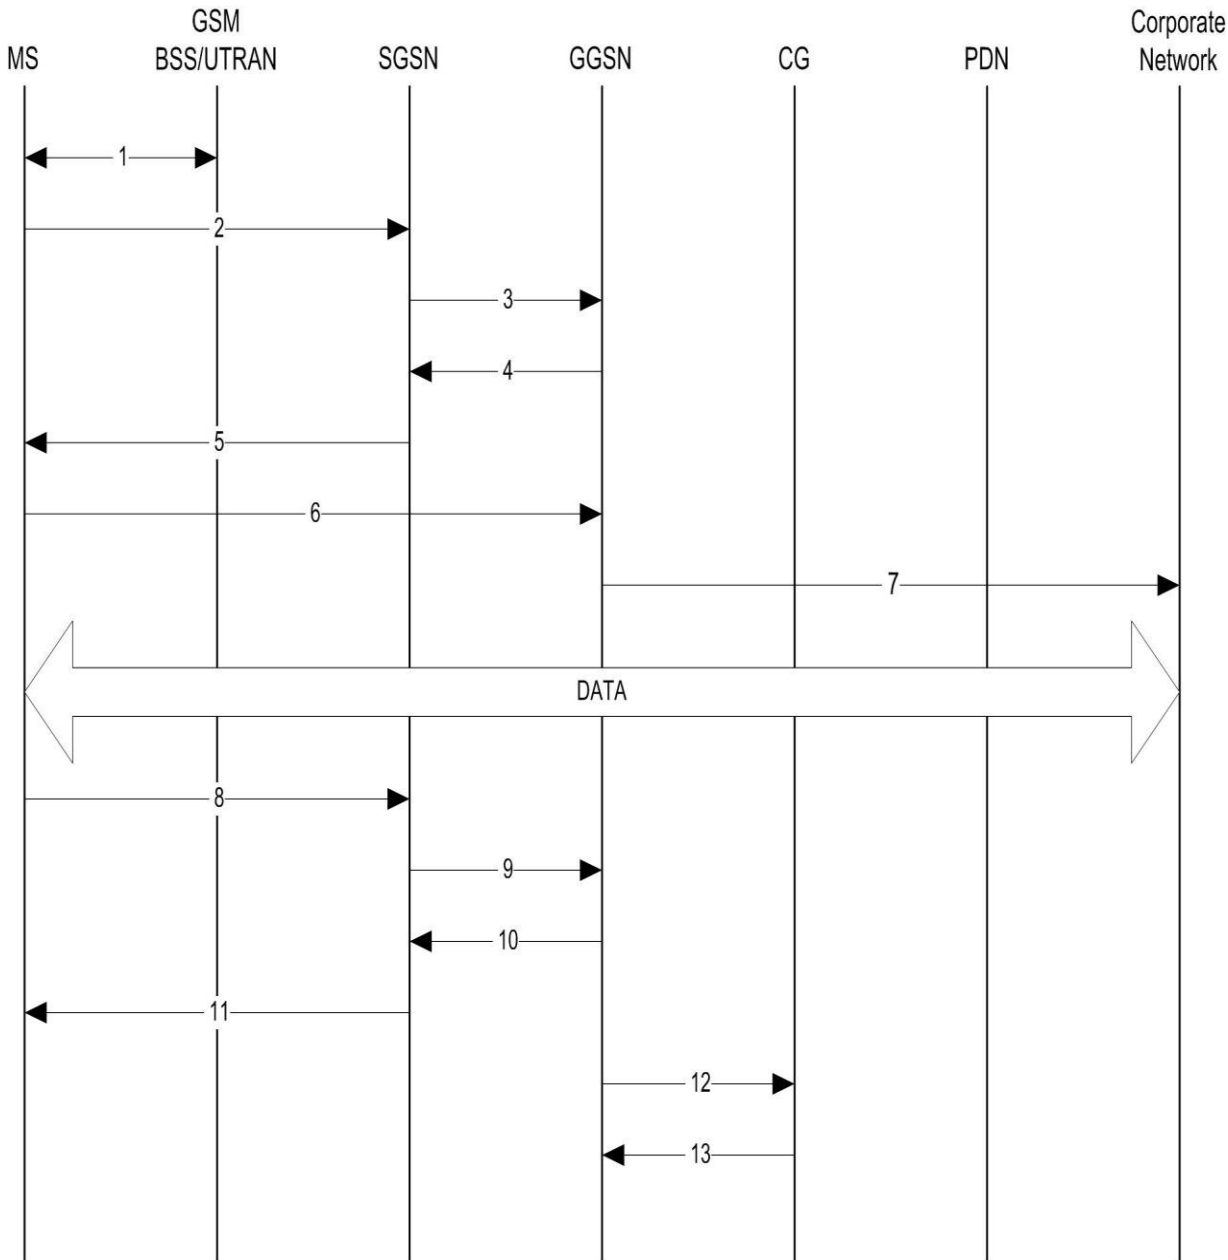 GSM
Corporate
MS
BSS/UTRAN
SGSN
GGSN
CG
PDN
Network
1
2
3
4
5
6
7
DATA
8
9
10
11
12
13